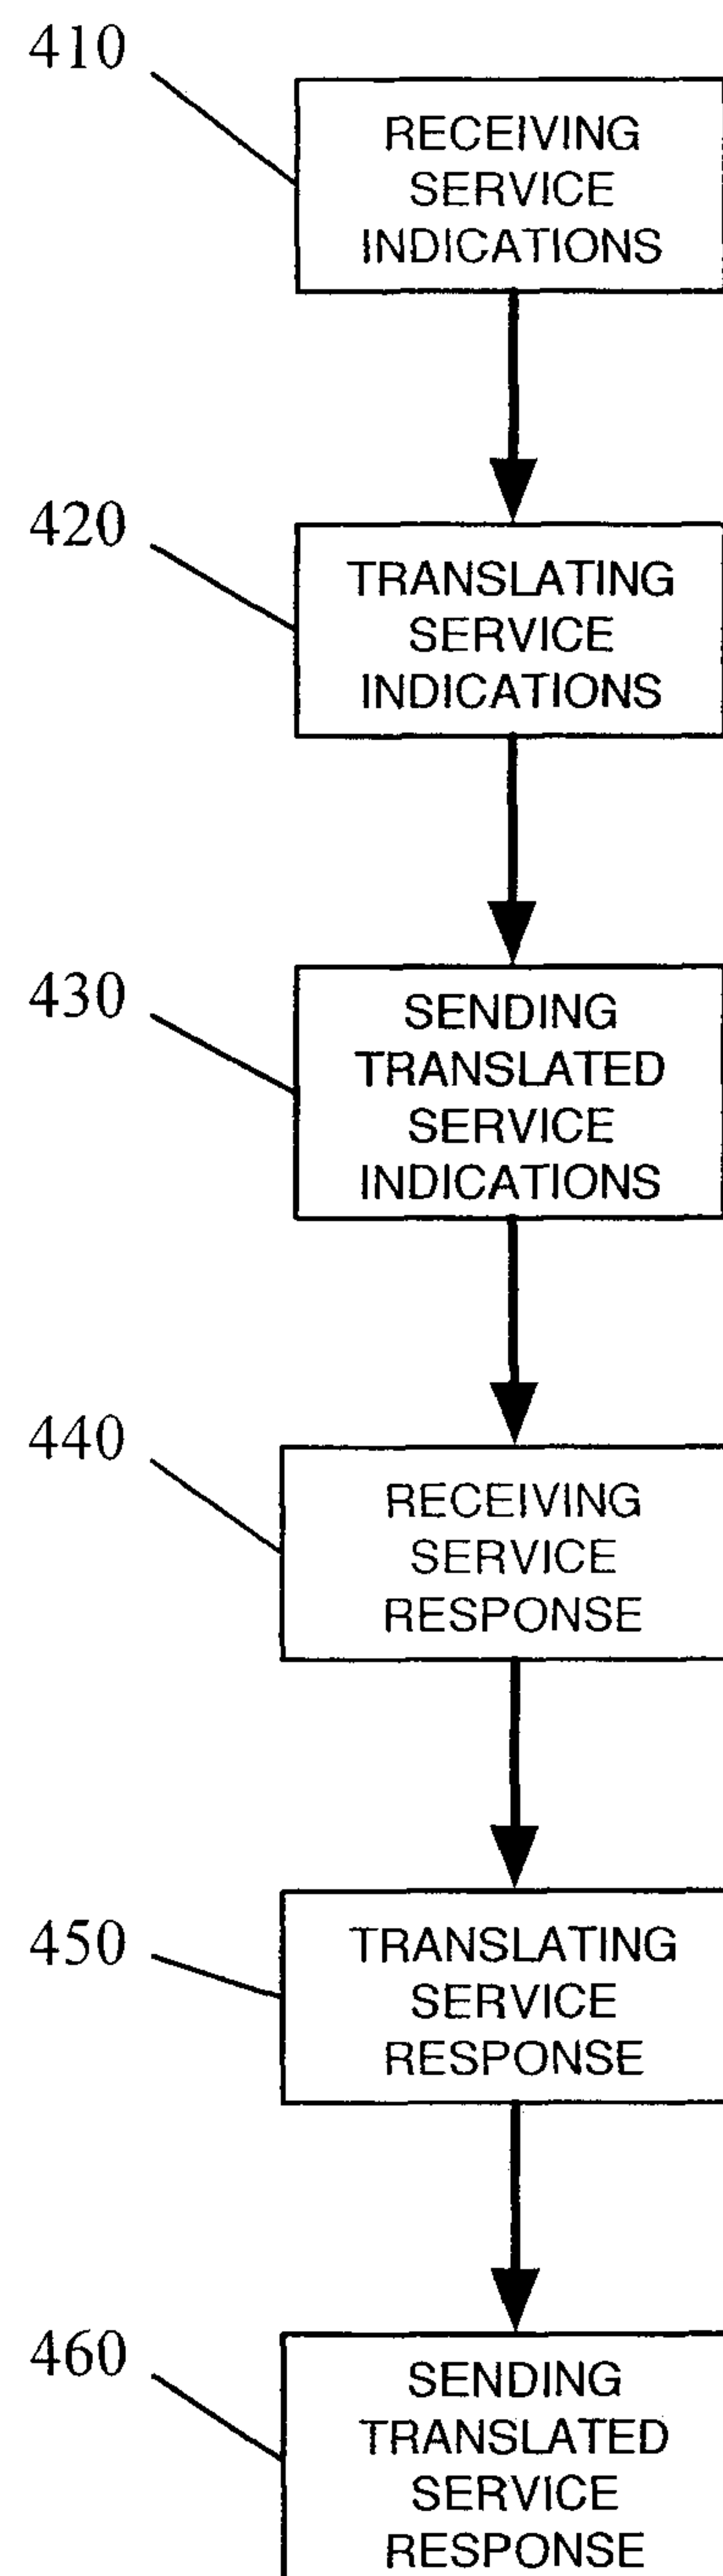 410
RECEIVING
SERVICE
INDICATIONS
420
TRANSLATING
SERVICE
INDICATIONS
430
SENDING
TRANSLATED
SERVICE
INDICATIONS
440
RECEIVING
SERVICE
RESPONSE
450
TRANSLATING
SERVICE
RESPONSE
460
SENDING
TRANSLATED
SERVICE
RESPONSE